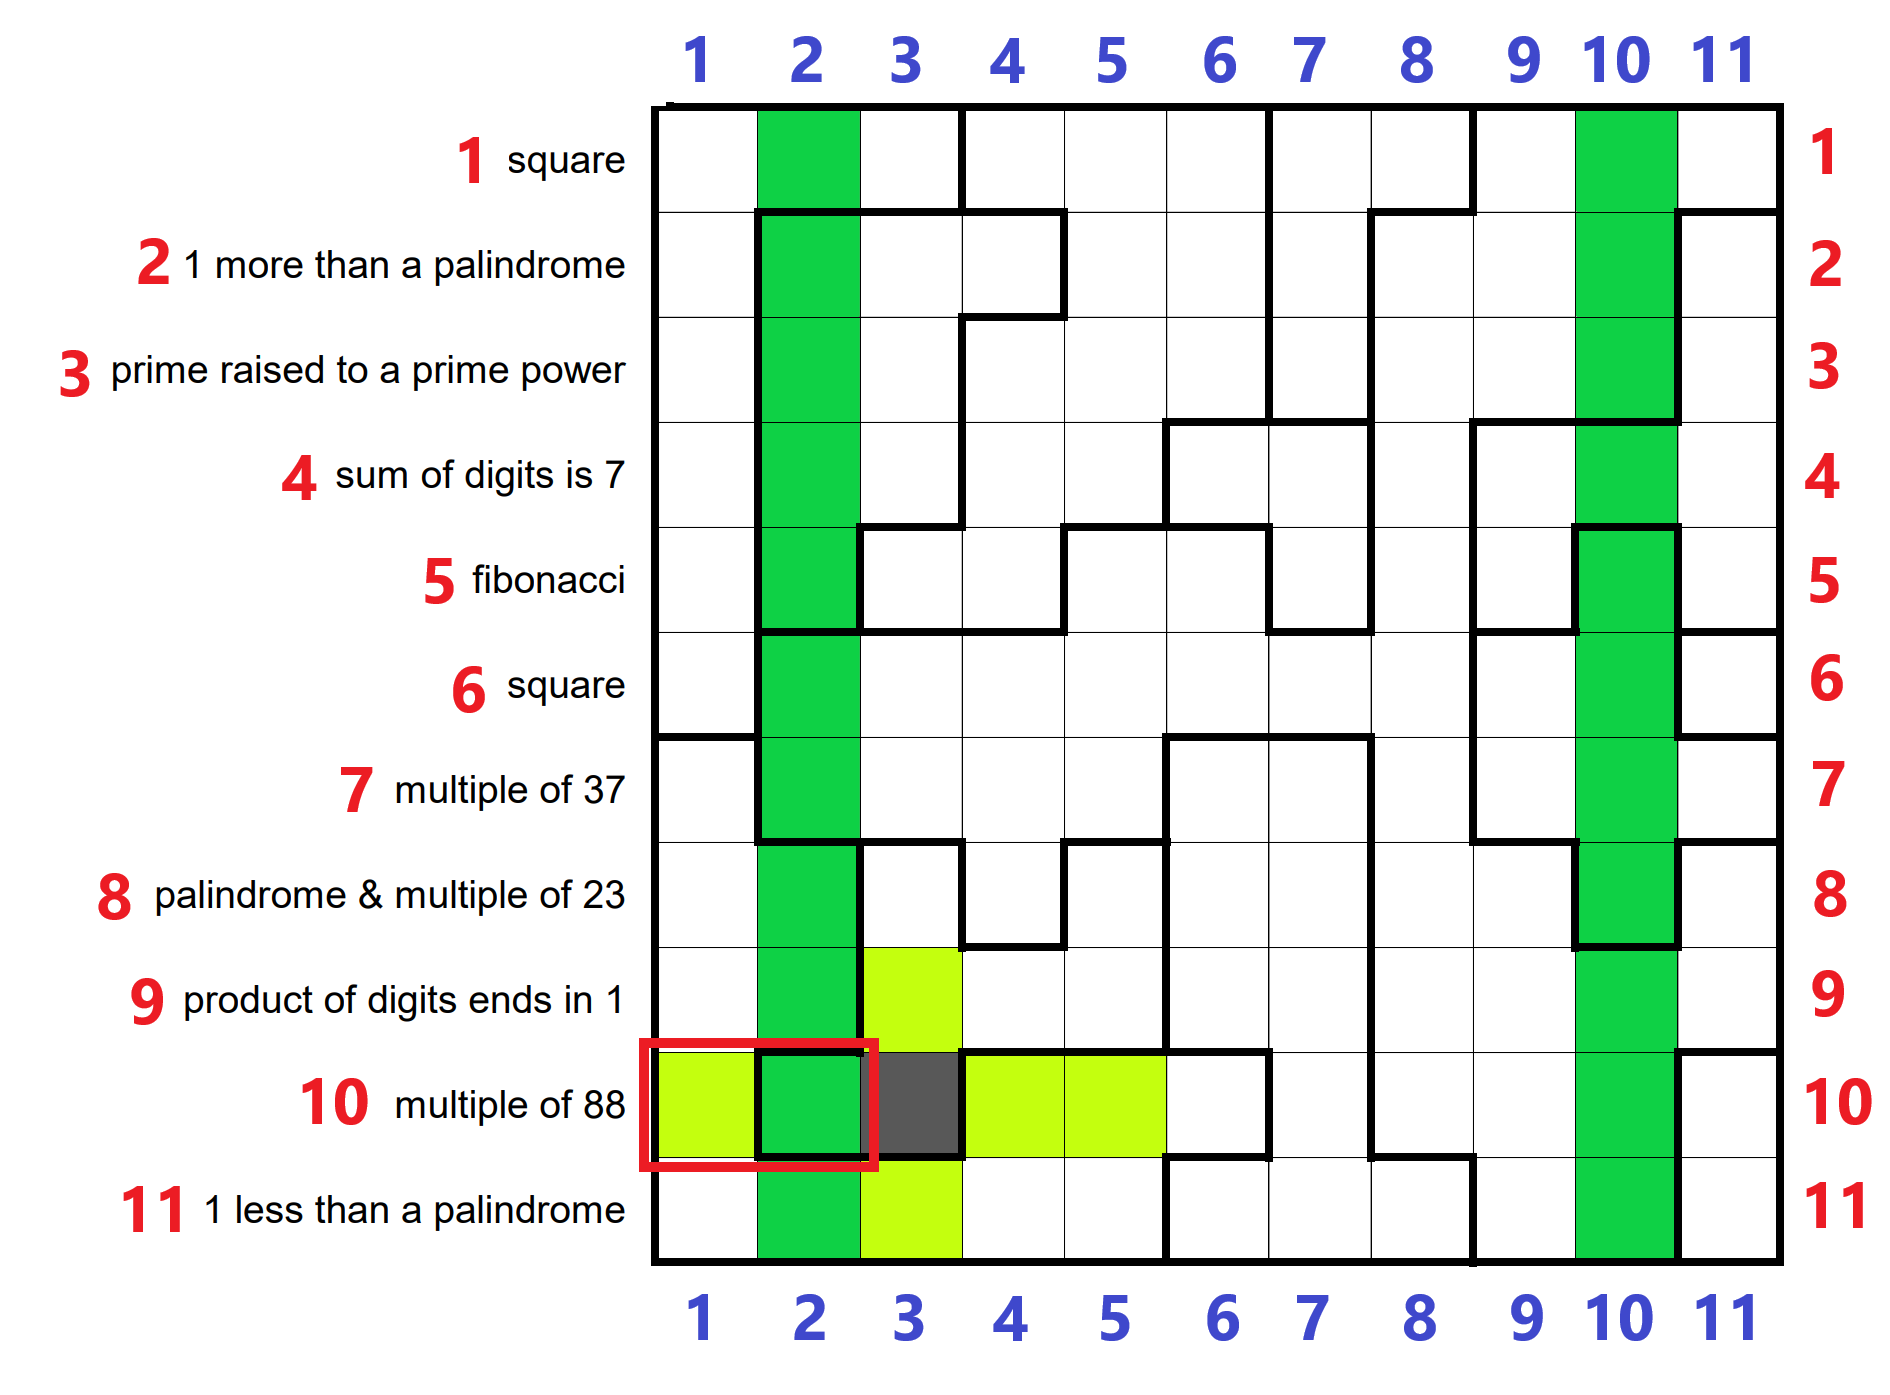 1 2 3 4 5 6 7 8 9 10 11
1 square 1
2 1 more than a palindrome 2
3 prime raised to a prime power 3
4 sum of digits is 7 4
5 fibonacci 5
6 square 6
7 multiple of 37 7
8 palindrome & multiple of 23 8
9 product of digits ends in 1 9
10 multiple of 88 10
11 1 less than a palindrome 11
1 2 3 4 5 6 7 8 9 10 11